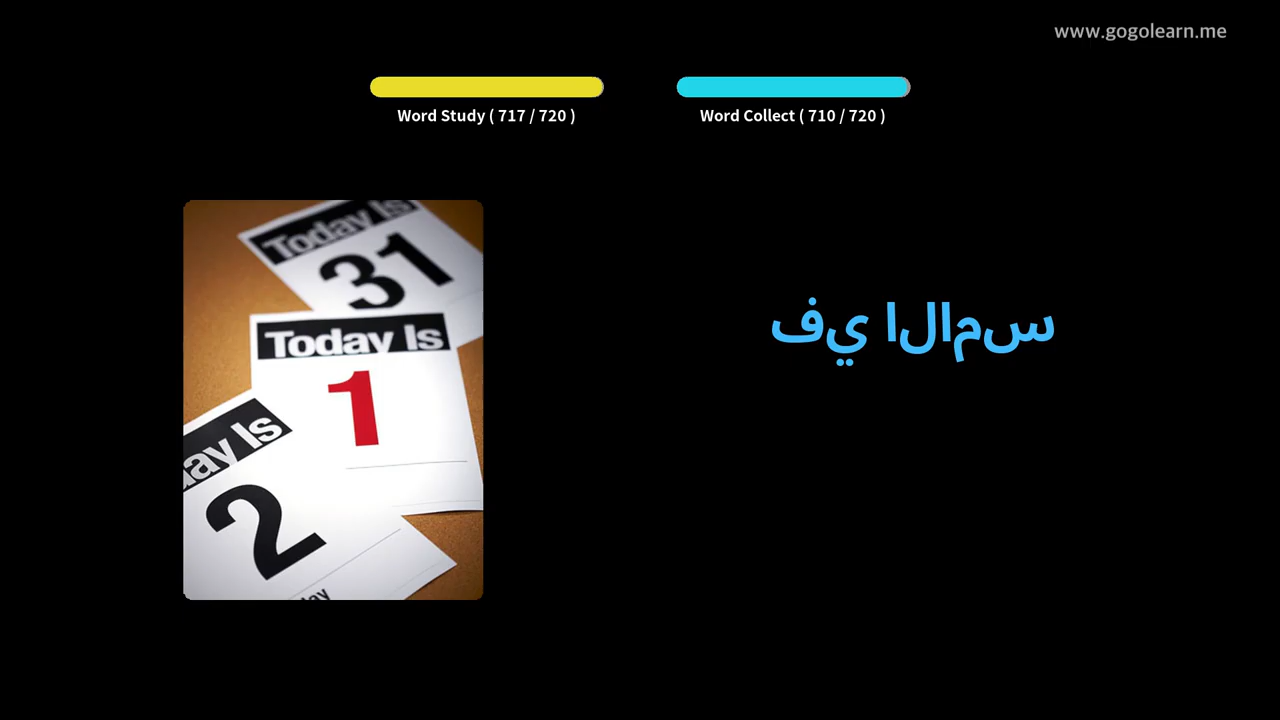 www.gogolearn.me
Word Study ( 717 / 720 )
Word Collect ( 710 / 720 )
Today Is
31
Today Is
1
ay Is
2
في الامس